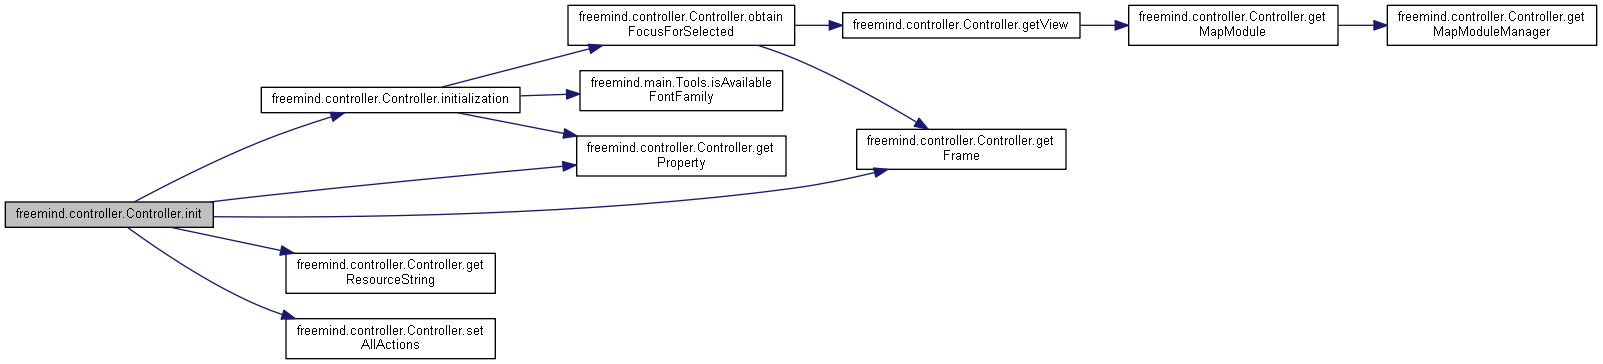 freemind.controller.Controller.init
freemind.controller.Controller.initialization
freemind.controller.Controller.obtain
FocusForSelected
freemind.main.Tools.isAvailable
FontFamily
freemind.controller.Controller.get
Property
freemind.controller.Controller.get
ResourceString
freemind.controller.Controller.set
AllActions
freemind.controller.Controller.getView
freemind.controller.Controller.get
Frame
freemind.controller.Controller.get
MapModule
freemind.controller.Controller.get
MapModuleManager